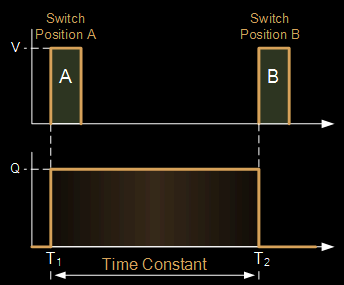 Switch
Position A
Switch
Position B
V
A
B
Q
T1
T2
Time Constant